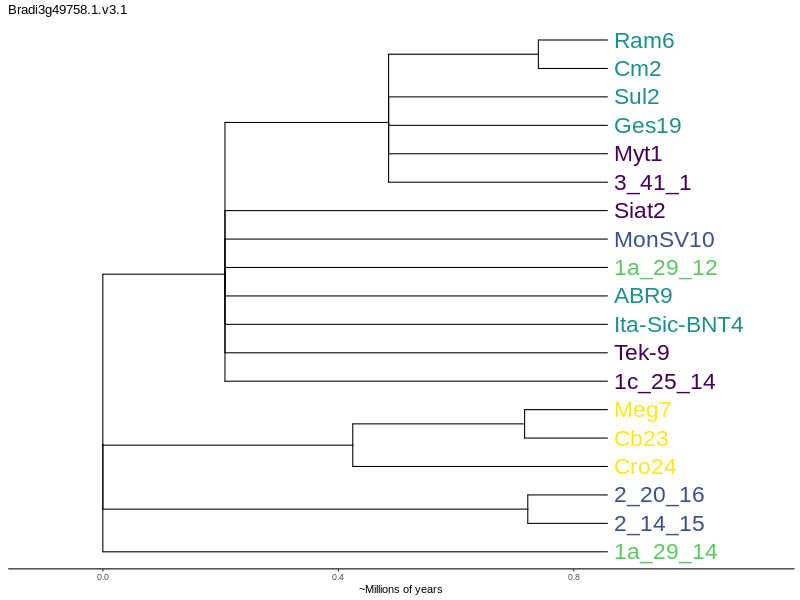 Bradi3g49758.1.v3.1
Ram6
Cm2
Sul2
Ges19
Myt1
3_41_1
Siat2
MonSV10
1a_29_12
ABR9
Ita-Sic-BNT4
Tek-9
1c_25_14
Meg7
Cb23
Cro24
2_20_16
2_14_15
1a_29_14
0.0 0.4 0.8
~Millions of years